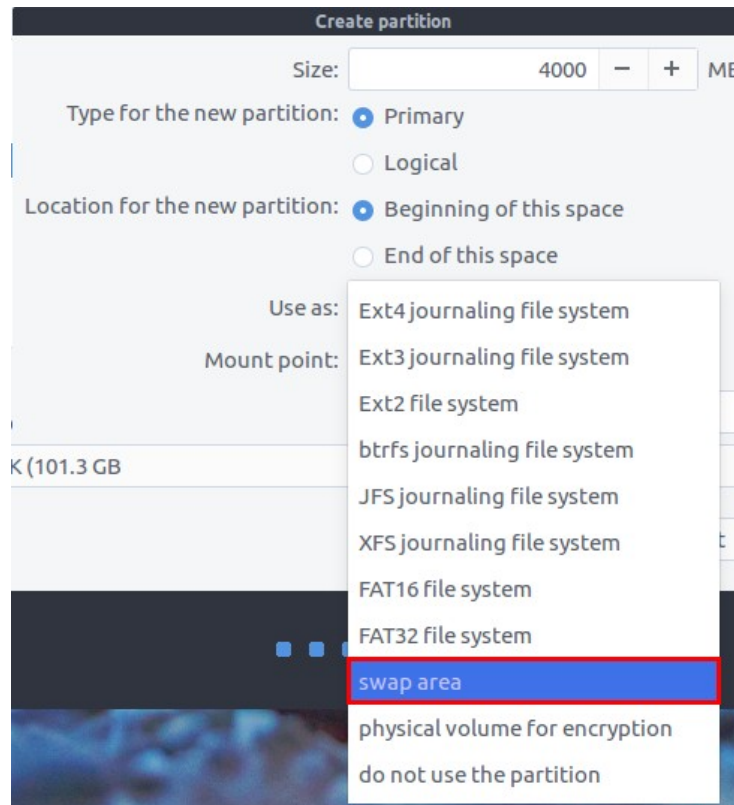 Create partition
Size: 4000 − + MB
Type for the new partition: Primary
Logical
Location for the new partition: Beginning of this space
End of this space
Use as: Ext4 journaling file system
Mount point: Ext3 journaling file system
Ext2 file system
btrfs journaling file system
K (101.3 GB
JFS journaling file system
XFS journaling file system
FAT16 file system
FAT32 file system
swap area
physical volume for encryption
do not use the partition